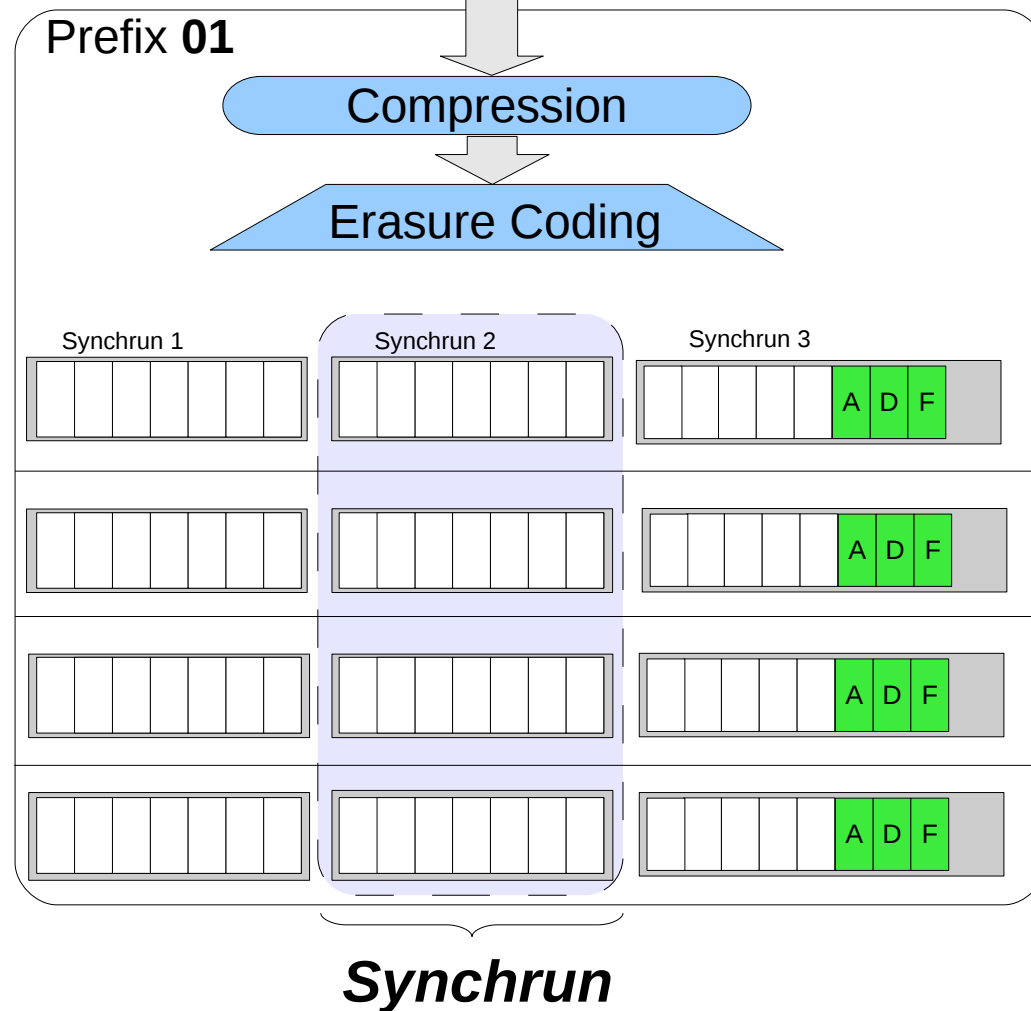 Prefix 01
Compression
Erasure Coding
Synchrun 1 Synchrun 2 Synchrun 3
A D F
A D F
A D F
A D F
Synchrun